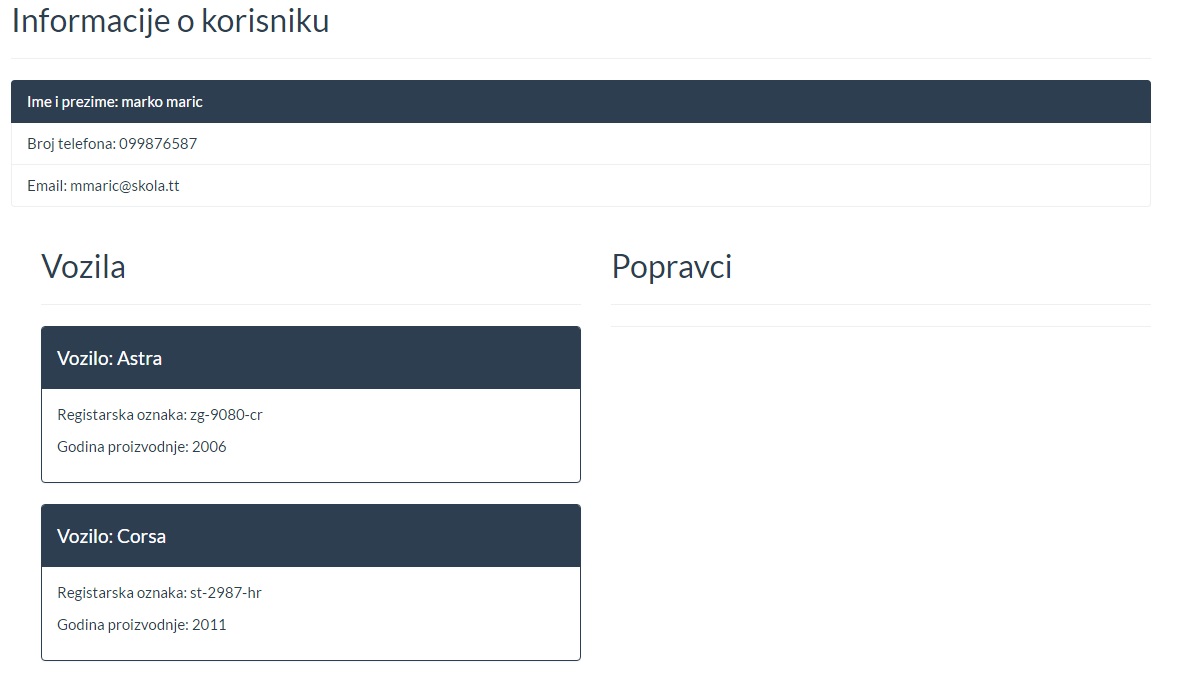 Informacije o korisniku
Ime i prezime: marko maric
Broj telefona: 099876587
Email: mmaric@skola.tt
Vozila
Vozilo: Astra
Registarska oznaka: zg-9080-cr
Godina proizvodnje: 2006
Vozilo: Corsa
Registarska oznaka: st-2987-hr
Godina proizvodnje: 2011
Popravci